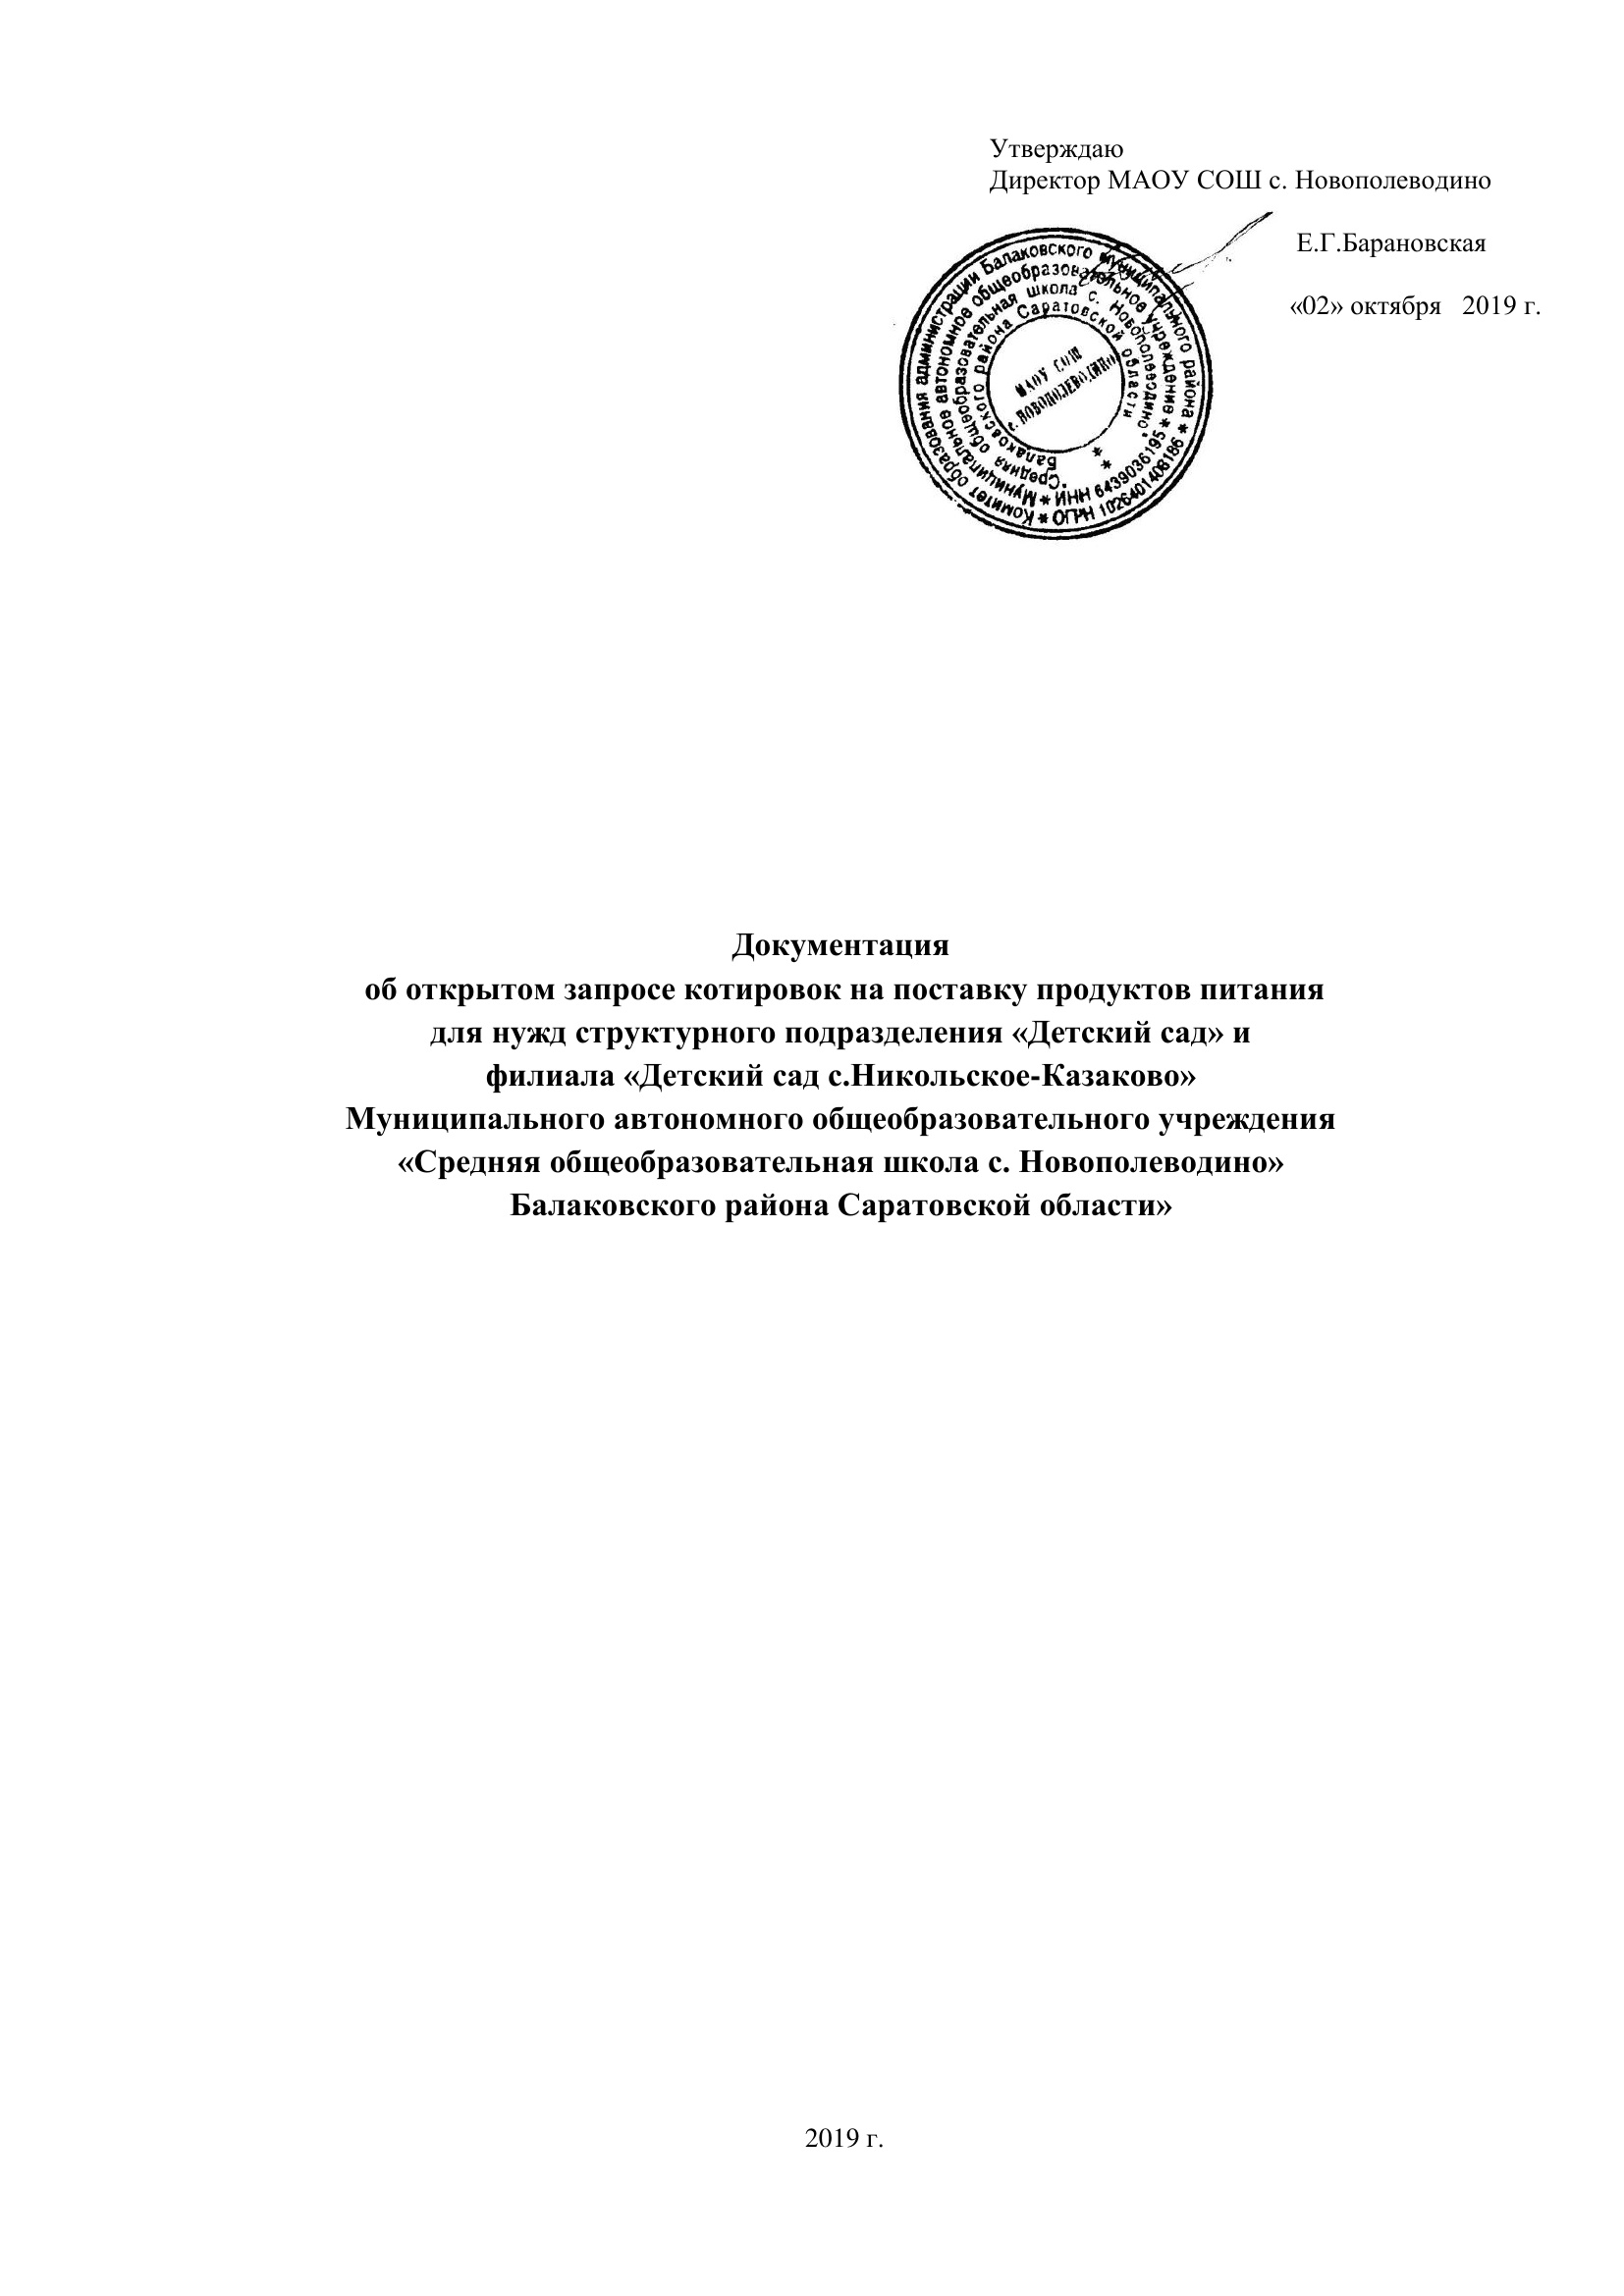 Утверждаю
Директор МАОУ СОШ с. Новополеводино
Е.Г.Барановская
«02» октября 2019 г.
Комитет образования администрации Балаковского муниципального района * ОГРН 1026401408186 *
Муниципальное автономное общеобразовательное учреждение * ИНН 6439036195 *
"Средняя общеобразовательная школа с. Новополеводино"
Балаковского района Саратовской области
МАОУ СОШ
с. НОВОПОЛЕВОДИНО
Документация
об открытом запросе котировок на поставку продуктов питания
для нужд структурного подразделения «Детский сад» и
филиала «Детский сад с.Никольское-Казаково»
Муниципального автономного общеобразовательного учреждения
«Средняя общеобразовательная школа с. Новополеводино»
Балаковского района Саратовской области»
2019 г.